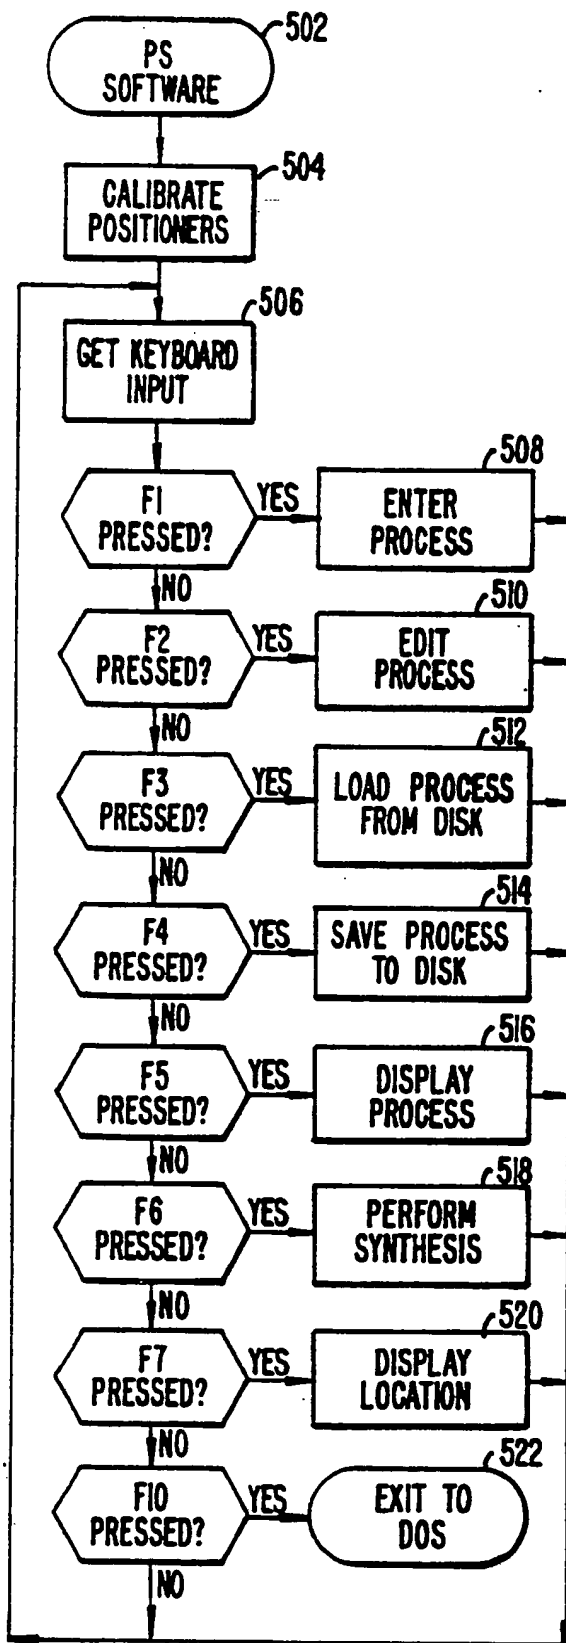 502
PS
SOFTWARE
504
CALIBRATE
POSITIONERS
506
GET KEYBOARD
INPUT
508
F1
PRESSED?
YES
ENTER
PROCESS
NO
510
F2
PRESSED?
YES
EDIT
PROCESS
NO
512
F3
PRESSED?
YES
LOAD PROCESS
FROM DISK
NO
514
F4
PRESSED?
YES
SAVE PROCESS
TO DISK
NO
516
F5
PRESSED?
YES
DISPLAY
PROCESS
NO
518
F6
PRESSED?
YES
PERFORM
SYNTHESIS
NO
520
F7
PRESSED?
YES
DISPLAY
LOCATION
NO
522
F10
PRESSED?
YES
EXIT TO
DOS
NO